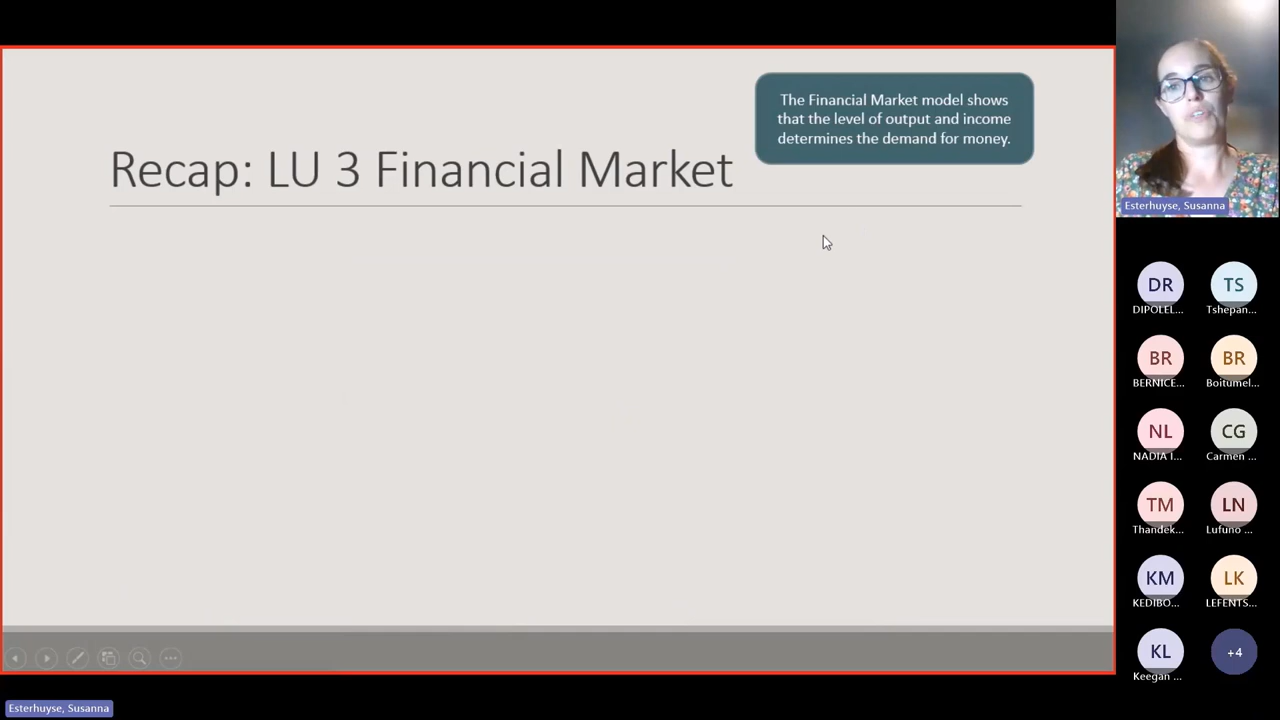 The Financial Market model shows
that the level of output and income
determines the demand for money.
Recap: LU 3 Financial Market
Esterhuyse, Susanna
DR
TS
DIPOLEL...
Tshepan...
BR
BR
BERNICE...
Boitumel...
NL
CG
NADIA I...
Carmen ...
TM
LN
Thandek...
Lufuno ...
KM
LK
KEDIBO...
LEFENTS...
KL
+4
Keegan ...
Esterhuyse, Susanna